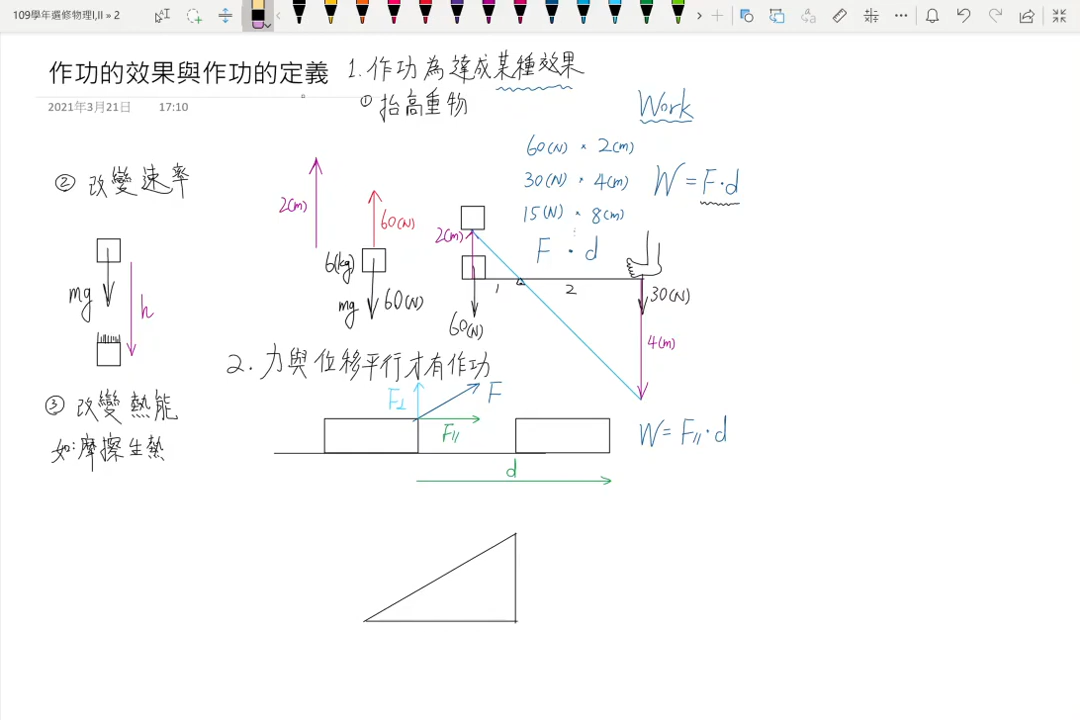 109學年選修物理I,II » 2
作功的效果與作功的定義
2021年3月21日 17:10
1.作功為達成某種效果
①抬高重物
Work
60(N) × 2(m)
30(N) × 4(m)
15(N) × 8(m)
F · d
W = F·d
② 改變速率
mg
h
2(m)
60(N)
6(kg)
mg
60(N)
2(m)
1
2
60(N)
30(N)
4(m)
③ 改變熱能
如:摩擦生熱
2. 力與位移平行才有作功
F⊥
F
F∥
d
W = F∥·d